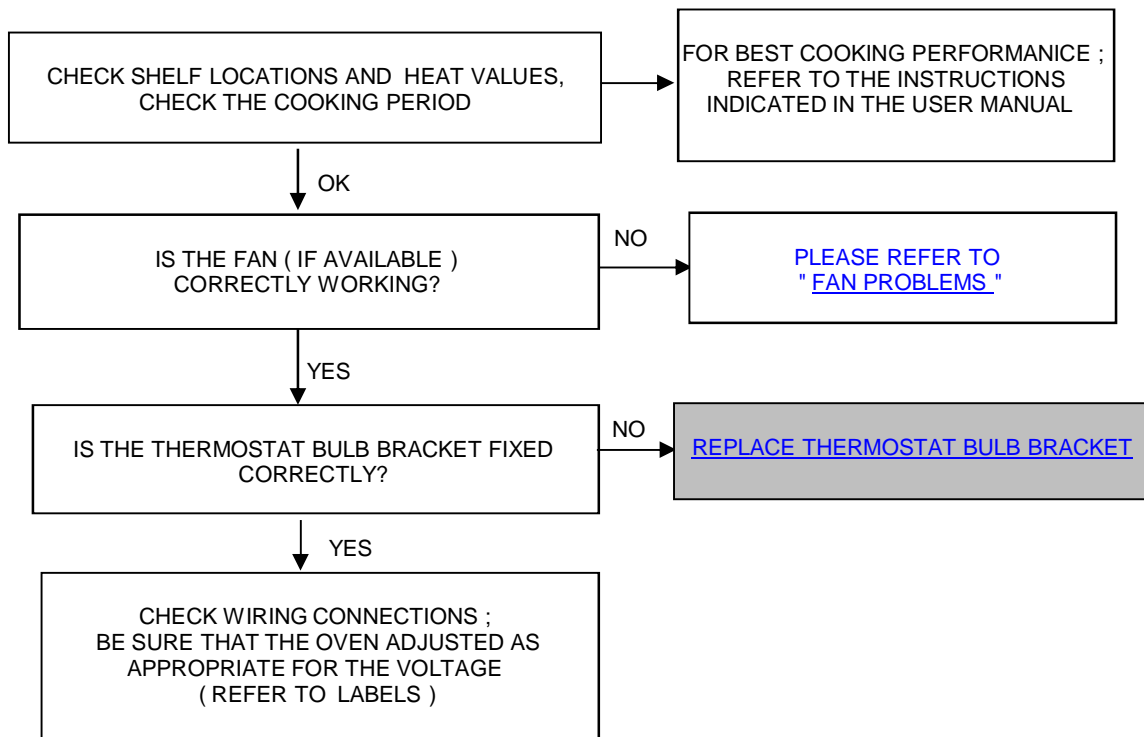 CHECK SHELF LOCATIONS AND HEAT VALUES,
CHECK THE COOKING PERIOD
FOR BEST COOKING PERFORMANICE ;
REFER TO THE INSTRUCTIONS
INDICATED IN THE USER MANUAL
OK
IS THE FAN ( IF AVAILABLE )
CORRECTLY WORKING?
NO
PLEASE REFER TO
" FAN PROBLEMS "
YES
IS THE THERMOSTAT BULB BRACKET FIXED
CORRECTLY?
NO
REPLACE THERMOSTAT BULB BRACKET
YES
CHECK WIRING CONNECTIONS ;
BE SURE THAT THE OVEN ADJUSTED AS
APPROPRIATE FOR THE VOLTAGE
( REFER TO LABELS )